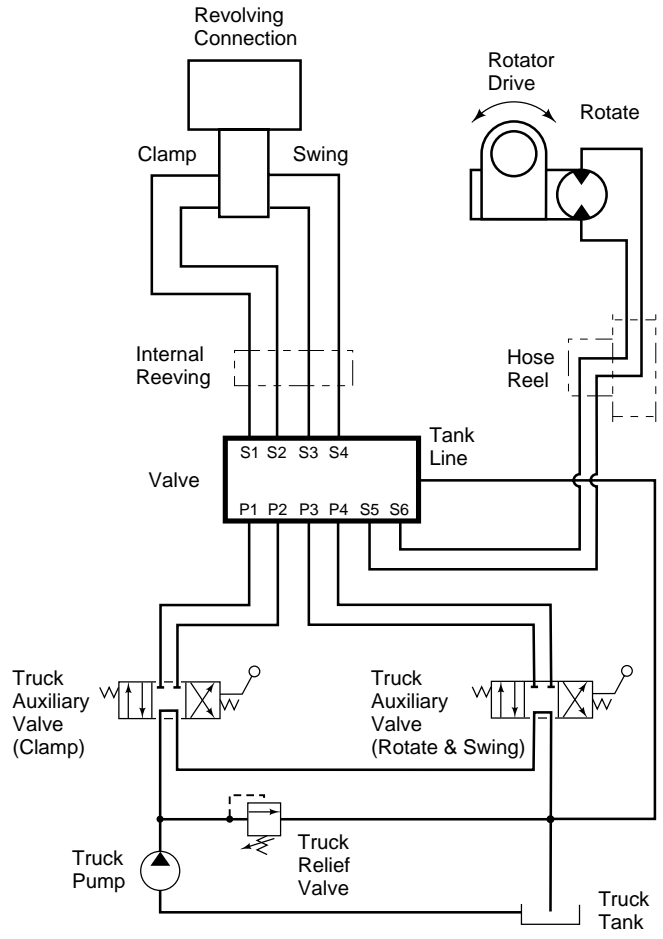 Revolving
Connection
Rotator
Drive
Rotate
Clamp
Swing
Internal
Reeving
Hose
Reel
Tank
Line
S1 S2 S3 S4
Valve
P1 P2 P3 P4 S5 S6
Truck
Auxiliary
Valve
(Clamp)
Truck
Auxiliary
Valve
(Rotate & Swing)
Truck
Pump
Truck
Relief
Valve
Truck
Tank